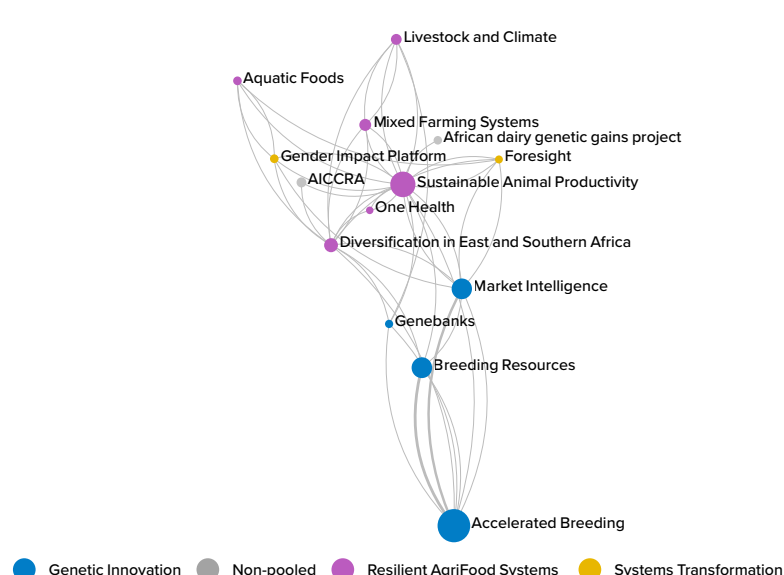 Livestock and Climate
Aquatic Foods
Mixed Farming Systems
African dairy genetic gains project
Gender Impact Platform
Foresight
AICCRA
Sustainable Animal Productivity
One Health
Diversification in East and Southern Africa
Market Intelligence
Genebanks
Breeding Resources
Accelerated Breeding
Genetic Innovation Non-pooled Resilient AgriFood Systems Systems Transformation